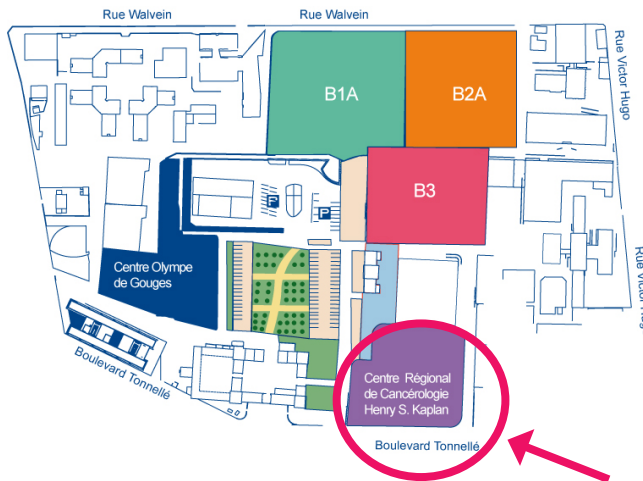 Rue Walvein
Rue Walvein
Rue Victor Hugo
B1A
B2A
B3
P
P
Centre Olympe
de Gouges
Rue Victor
Boulevard Tonnellé
Centre Régional
de Cancérologie
Henry S. Kaplan
Boulevard Tonnellé